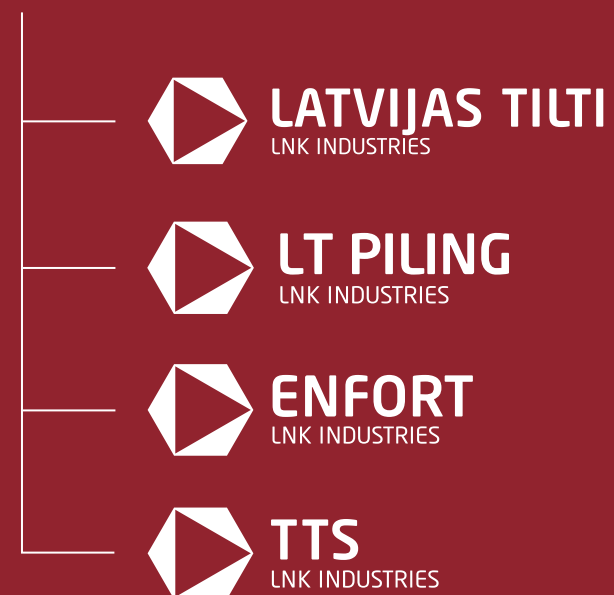 LATVIJAS TILTI
LNK INDUSTRIES
LT PILING
LNK INDUSTRIES
ENFORT
LNK INDUSTRIES
TTS
LNK INDUSTRIES